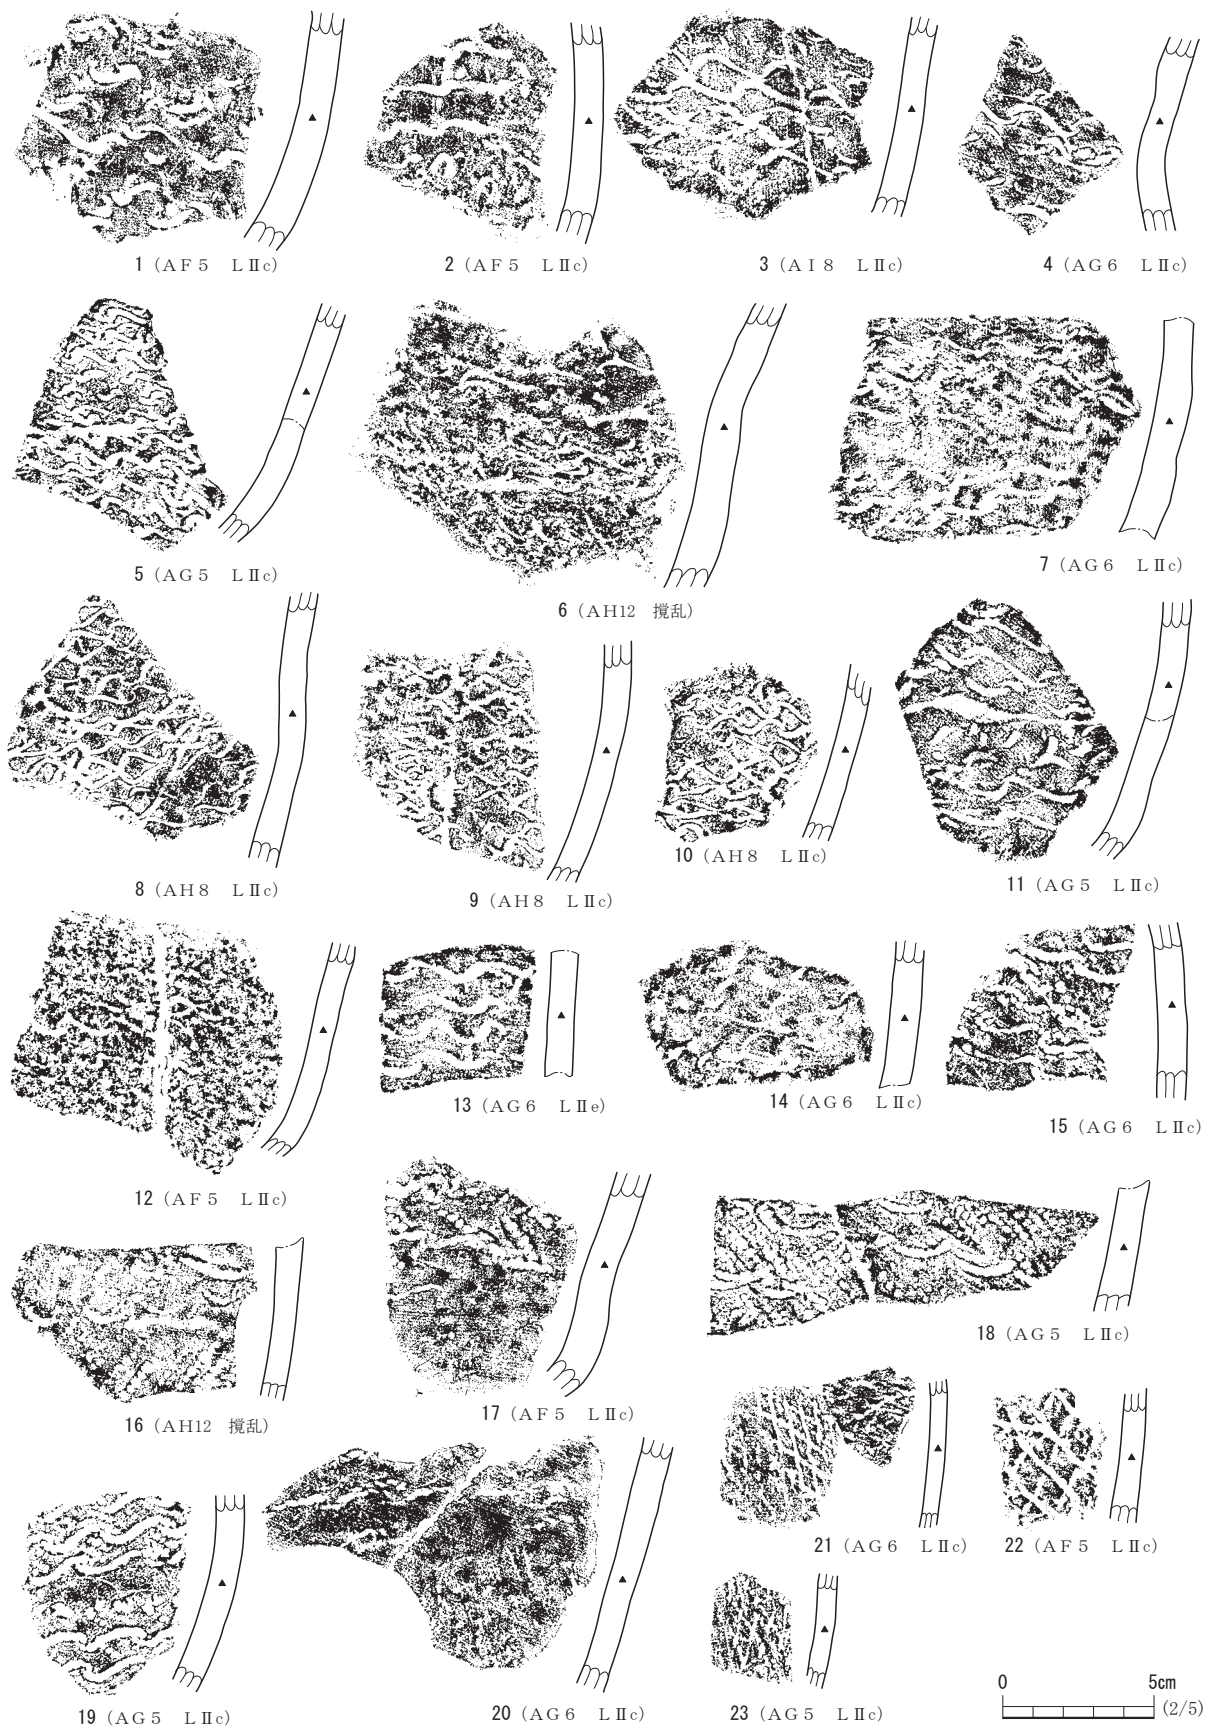 1（AF5　LⅡc）
2（AF5　LⅡc）
3（AI8　LⅡc）
4（AG6　LⅡc）
5（AG5　LⅡc）
6（AH12　撹乱）
7（AG6　LⅡc）
8（AH8　LⅡc）
9（AH8　LⅡc）
10（AH8　LⅡc）
11（AG5　LⅡc）
12（AF5　LⅡc）
13（AG6　LⅡe）
14（AG6　LⅡc）
15（AG6　LⅡc）
16（AH12　撹乱）
17（AF5　LⅡc）
18（AG5　LⅡc）
19（AG5　LⅡc）
20（AG6　LⅡc）
21（AG6　LⅡc）
22（AF5　LⅡc）
23（AG5　LⅡc）
0　5cm
（2/5）